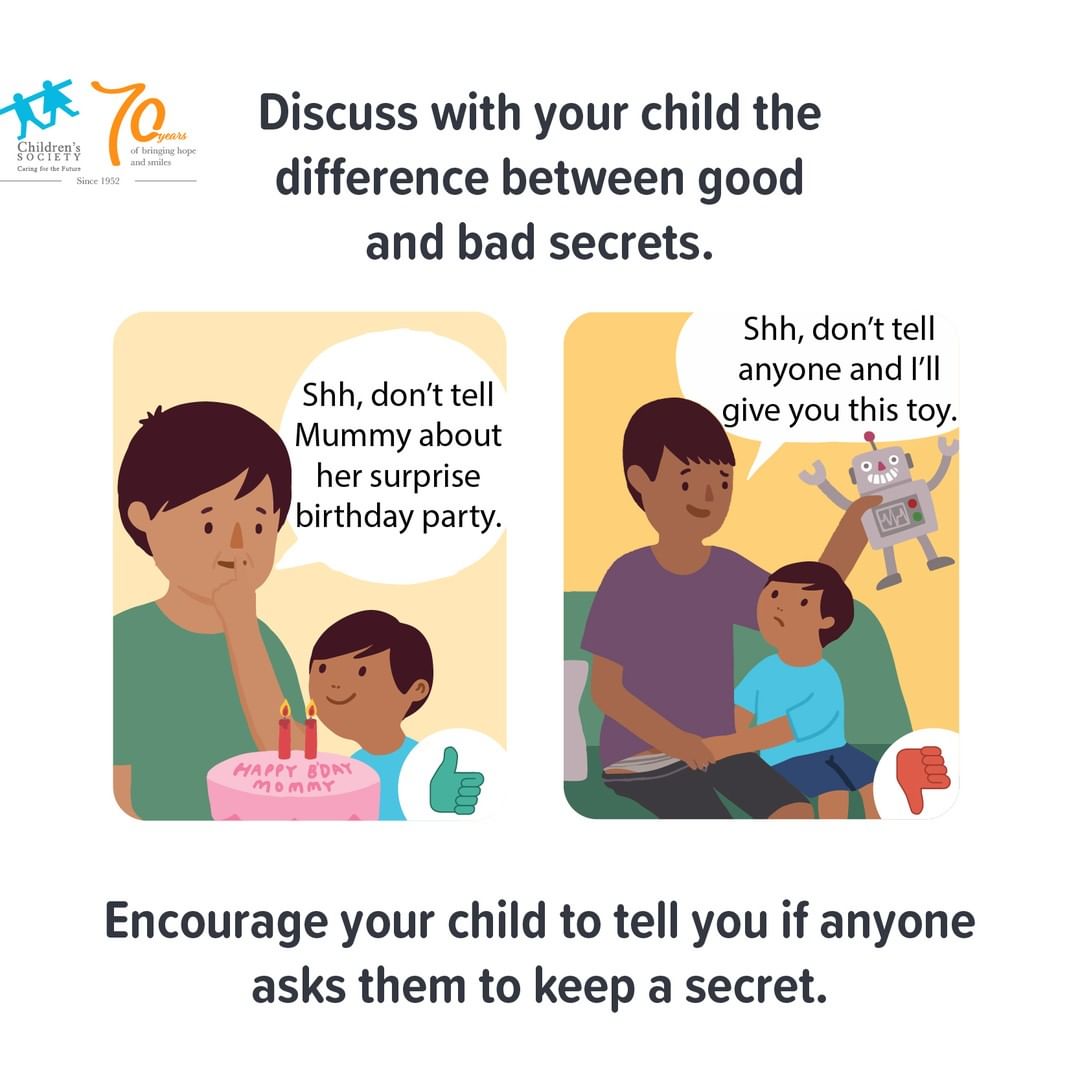 Children's
SOCIETY
Caring for the Future
70 years
of bringing hope
and smiles
Since 1952
Discuss with your child the
difference between good
and bad secrets.
Shh, don't tell
Mummy about
her surprise
birthday party.
HAPPY B'DAY
MOMMY
Shh, don't tell
anyone and I'll
give you this toy.
Encourage your child to tell you if anyone
asks them to keep a secret.